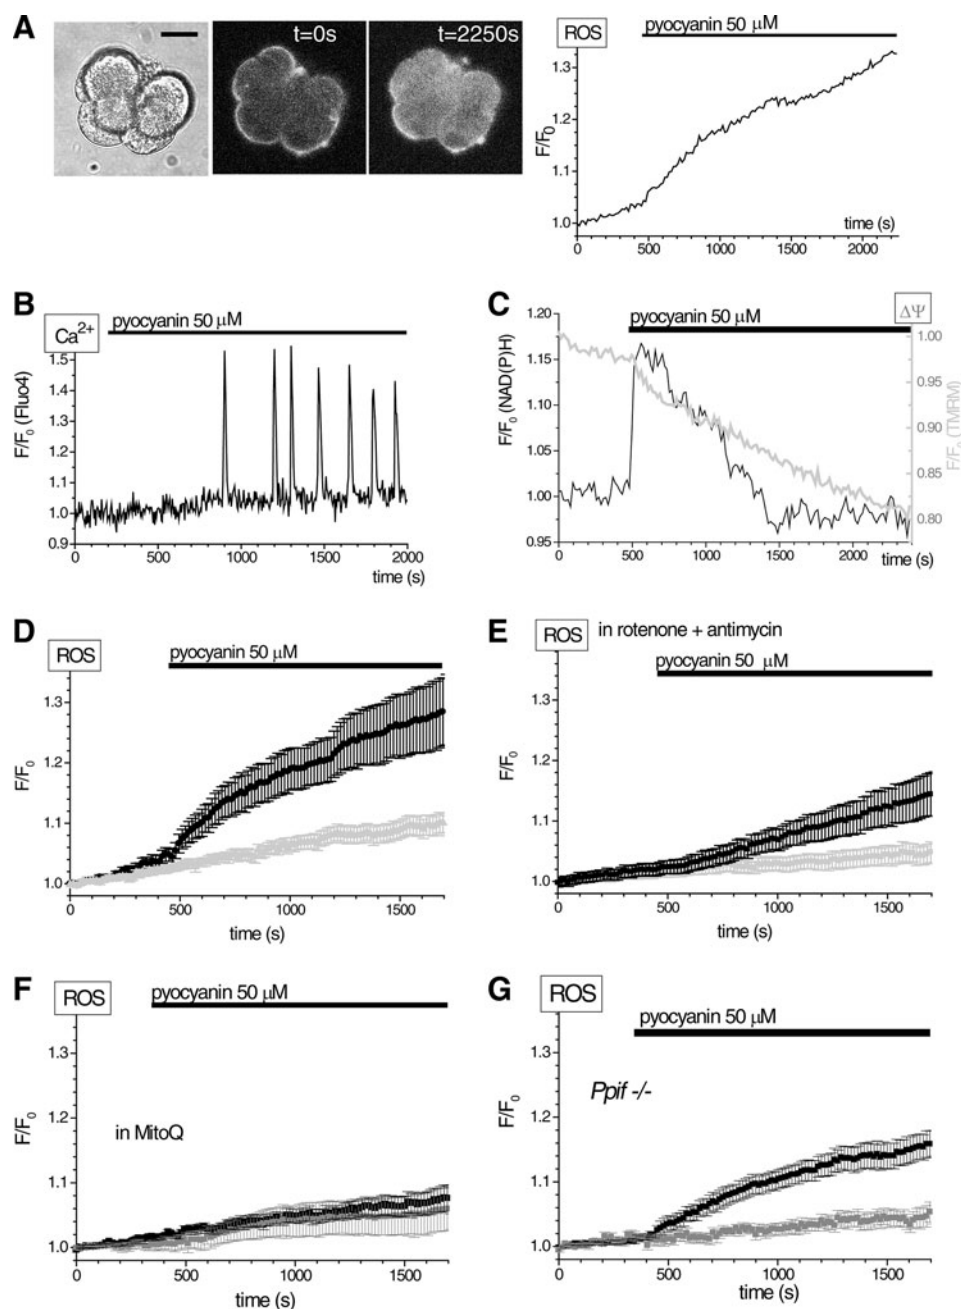 A
t=0s
t=2250s
ROS
pyocyanin 50 μM
F/F0
1.3
1.2
1.1
1.0
0 500 1000 1500 2000
time (s)
B
Ca2+
pyocyanin 50 μM
F/F0 (Fluo4)
1.5
1.4
1.3
1.2
1.1
1.0
0.9
0 500 1000 1500 2000
time (s)
C
pyocyanin 50 μM
ΔΨ
F/F0 (NAD(P)H)
1.20
1.15
1.10
1.05
1.00
0.95
0 500 1000 1500 2000
time (s)
1.00
0.95
0.90
0.85
0.80
F/F0 (TMRM)
D
ROS
pyocyanin 50 μM
F/F0
1.3
1.2
1.1
1.0
0 500 1000 1500
time (s)
E
ROS
in rotenone + antimycin
pyocyanin 50 μM
F/F0
1.3
1.2
1.1
1.0
0 500 1000 1500
time (s)
F
ROS
pyocyanin 50 μM
F/F0
1.3
1.2
1.1
1.0
in MitoQ
0 500 1000 1500
time (s)
G
ROS
pyocyanin 50 μM
Ppif -/-
F/F0
1.3
1.2
1.1
1.0
0 500 1000 1500
time (s)